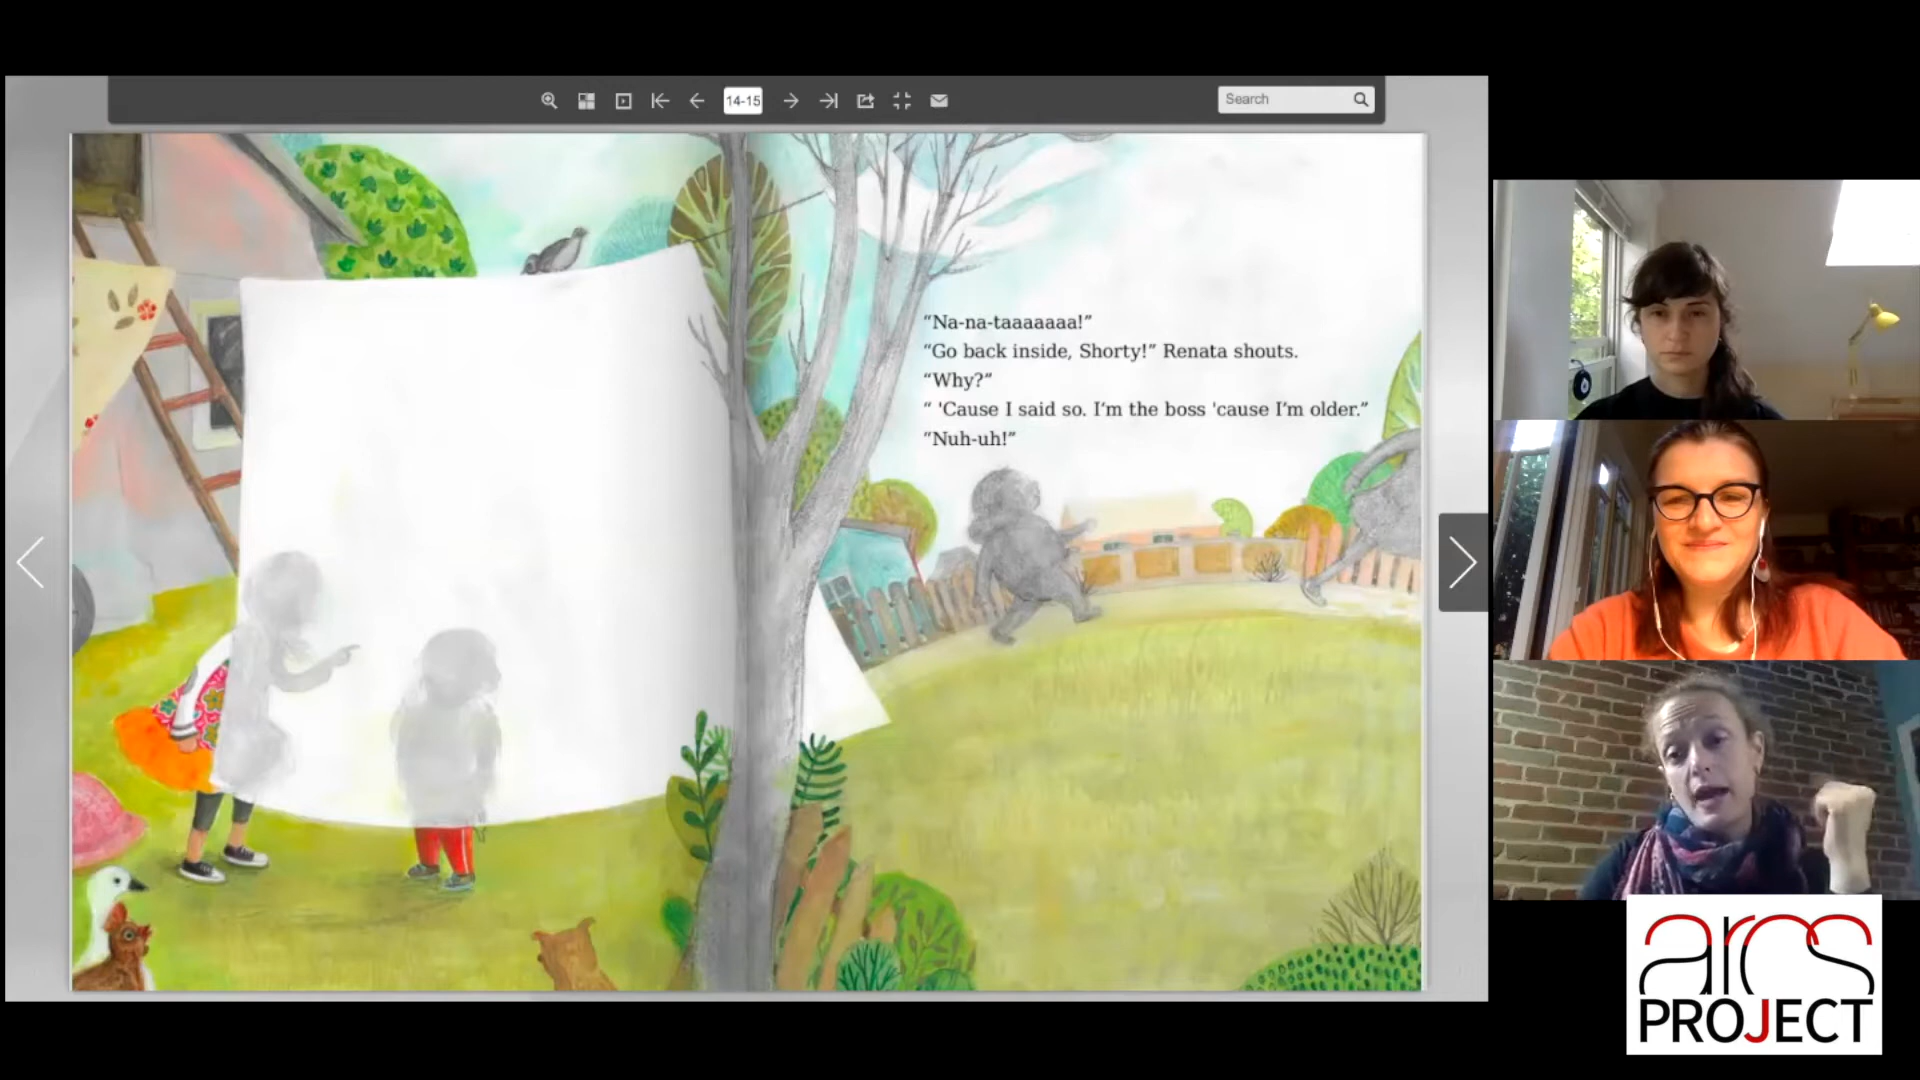 14-15
Search
“Na-na-taaaaaaa!”
“Go back inside, Shorty!” Renata shouts.
“Why?”
“ 'Cause I said so. I’m the boss 'cause I’m older.”
“Nuh-uh!”
arcs
PROJECT